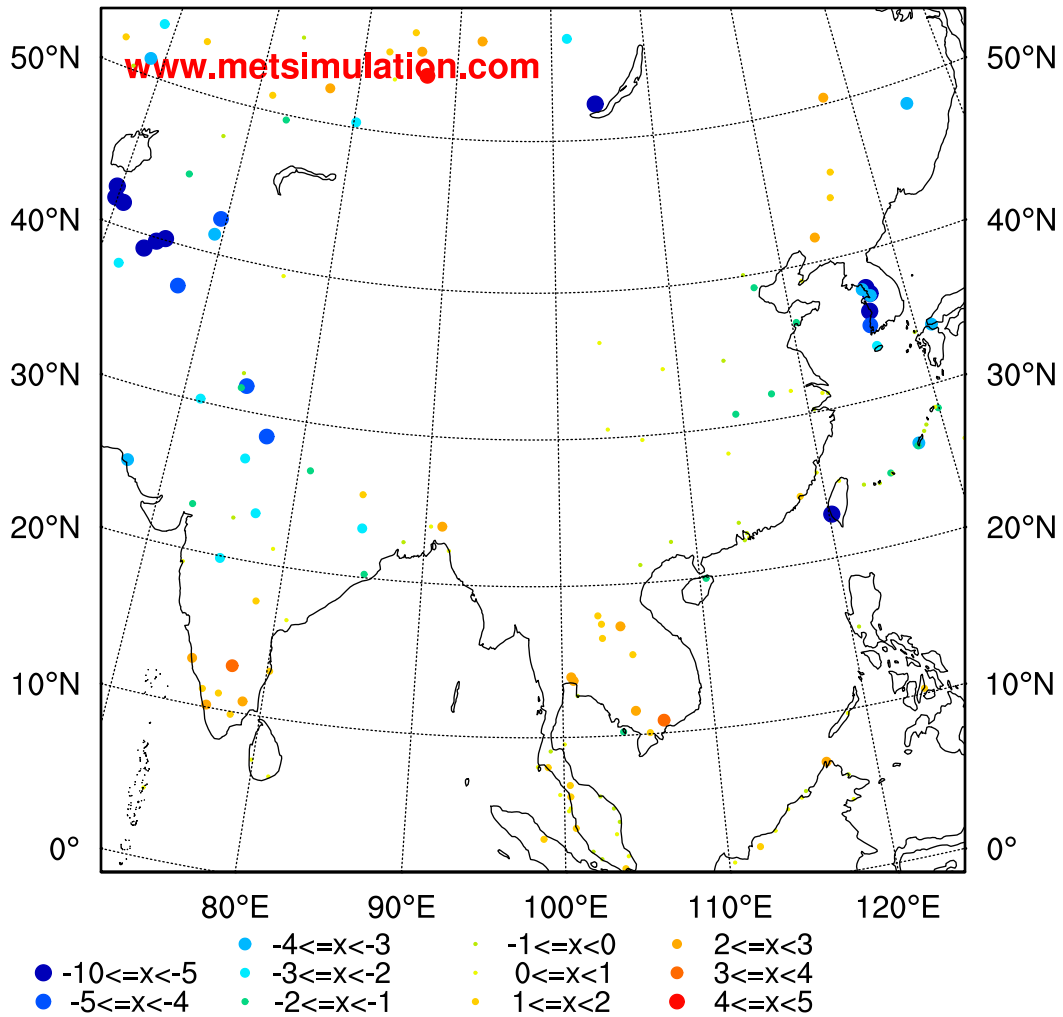 www.metsimulation.com
50°N 50°N
40°N 40°N
30°N 30°N
20°N 20°N
10°N 10°N
0° 0°
80°E 90°E 100°E 110°E 120°E
-4<=x<-3 -1<=x<0 2<=x<3
-10<=x<-5 -3<=x<-2 0<=x<1 3<=x<4
-5<=x<-4 -2<=x<-1 1<=x<2 4<=x<5